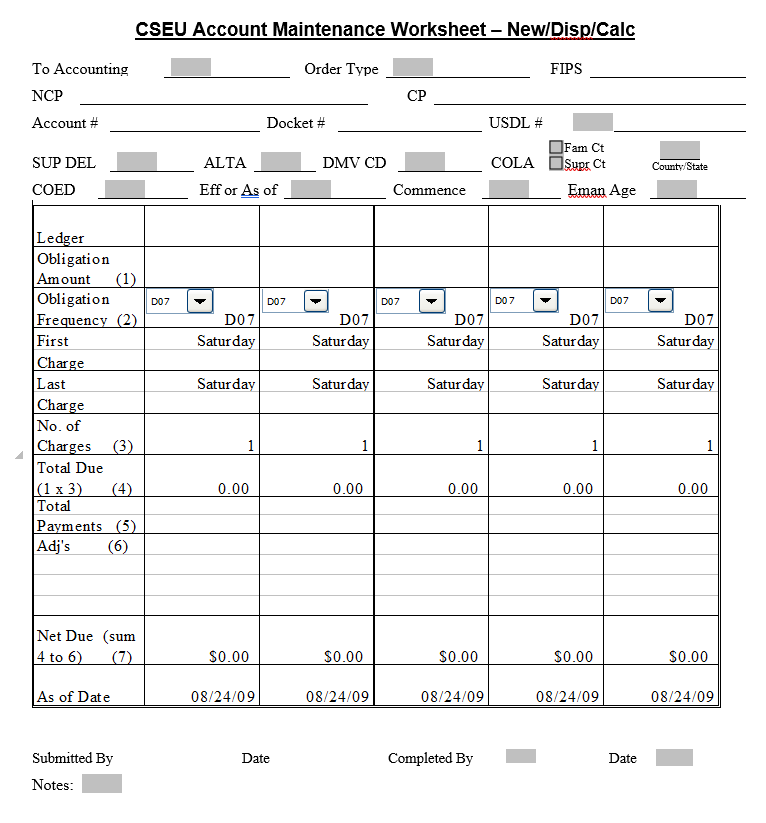 CSEU Account Maintenance Worksheet – New/Disp/Calc
To Accounting Order Type FIPS
NCP CP
Account # Docket # USDL #
Fam Ct
SUP DEL ALTA DMV CD COLA Supr Ct County/State
COED Eff or As of Commence Eman Age
Ledger
Obligation
Amount (1)
Obligation D07 D07 D07 D07 D07
Frequency (2) D07 D07 D07 D07 D07
First Saturday Saturday Saturday Saturday Saturday
Charge
Last Saturday Saturday Saturday Saturday Saturday
Charge
No. of
Charges (3) 1 1 1 1 1
Total Due
(1 x 3) (4) 0.00 0.00 0.00 0.00 0.00
Total
Payments (5)
Adj's (6)
Net Due (sum
4 to 6) (7) $0.00 $0.00 $0.00 $0.00 $0.00
As of Date 08/24/09 08/24/09 08/24/09 08/24/09 08/24/09
Submitted By Date Completed By Date
Notes: